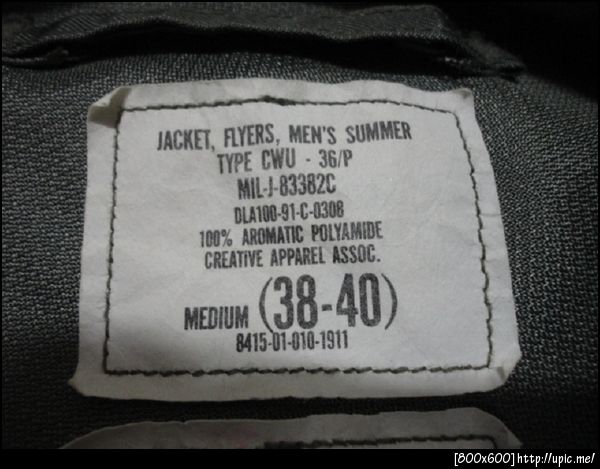 JACKET, FLYERS, MEN'S SUMMER
TYPE CWU - 36/P
MIL-J-83382C
DLA100-91-C-0308
100% AROMATIC POLYAMIDE
CREATIVE APPAREL ASSOC.
MEDIUM (38-40)
8415-01-010-1911
[800x600]http://upic.me/